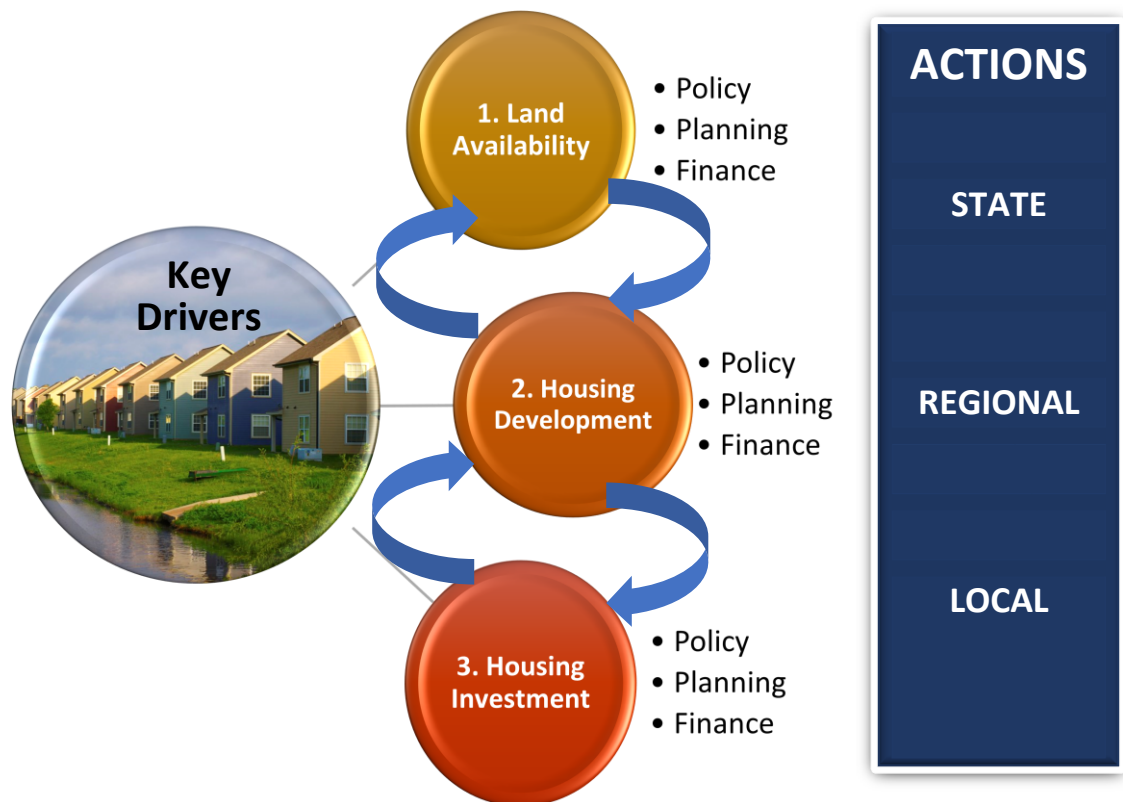 Key
Drivers
1. Land
Availability
• Policy
• Planning
• Finance
2. Housing
Development
• Policy
• Planning
• Finance
3. Housing
Investment
• Policy
• Planning
• Finance
ACTIONS
STATE
REGIONAL
LOCAL